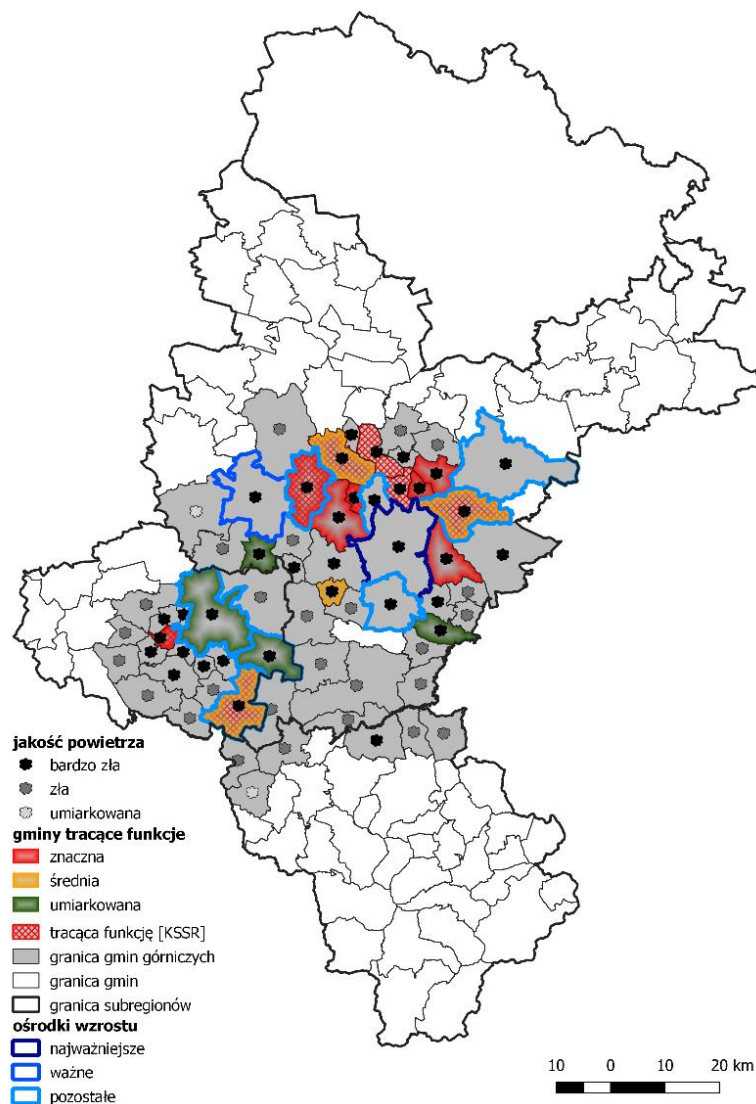 jakość powietrza
bardzo zła
zła
umiarkowana
gminy tracące funkcje
znaczna
średnia
umiarkowana
tracąca funkcję [KSSR]
granica gmin górniczych
granica gmin
granica subregionów
ośrodki wzrostu
najważniejsze
ważne
pozostałe
10 0 10 20 km